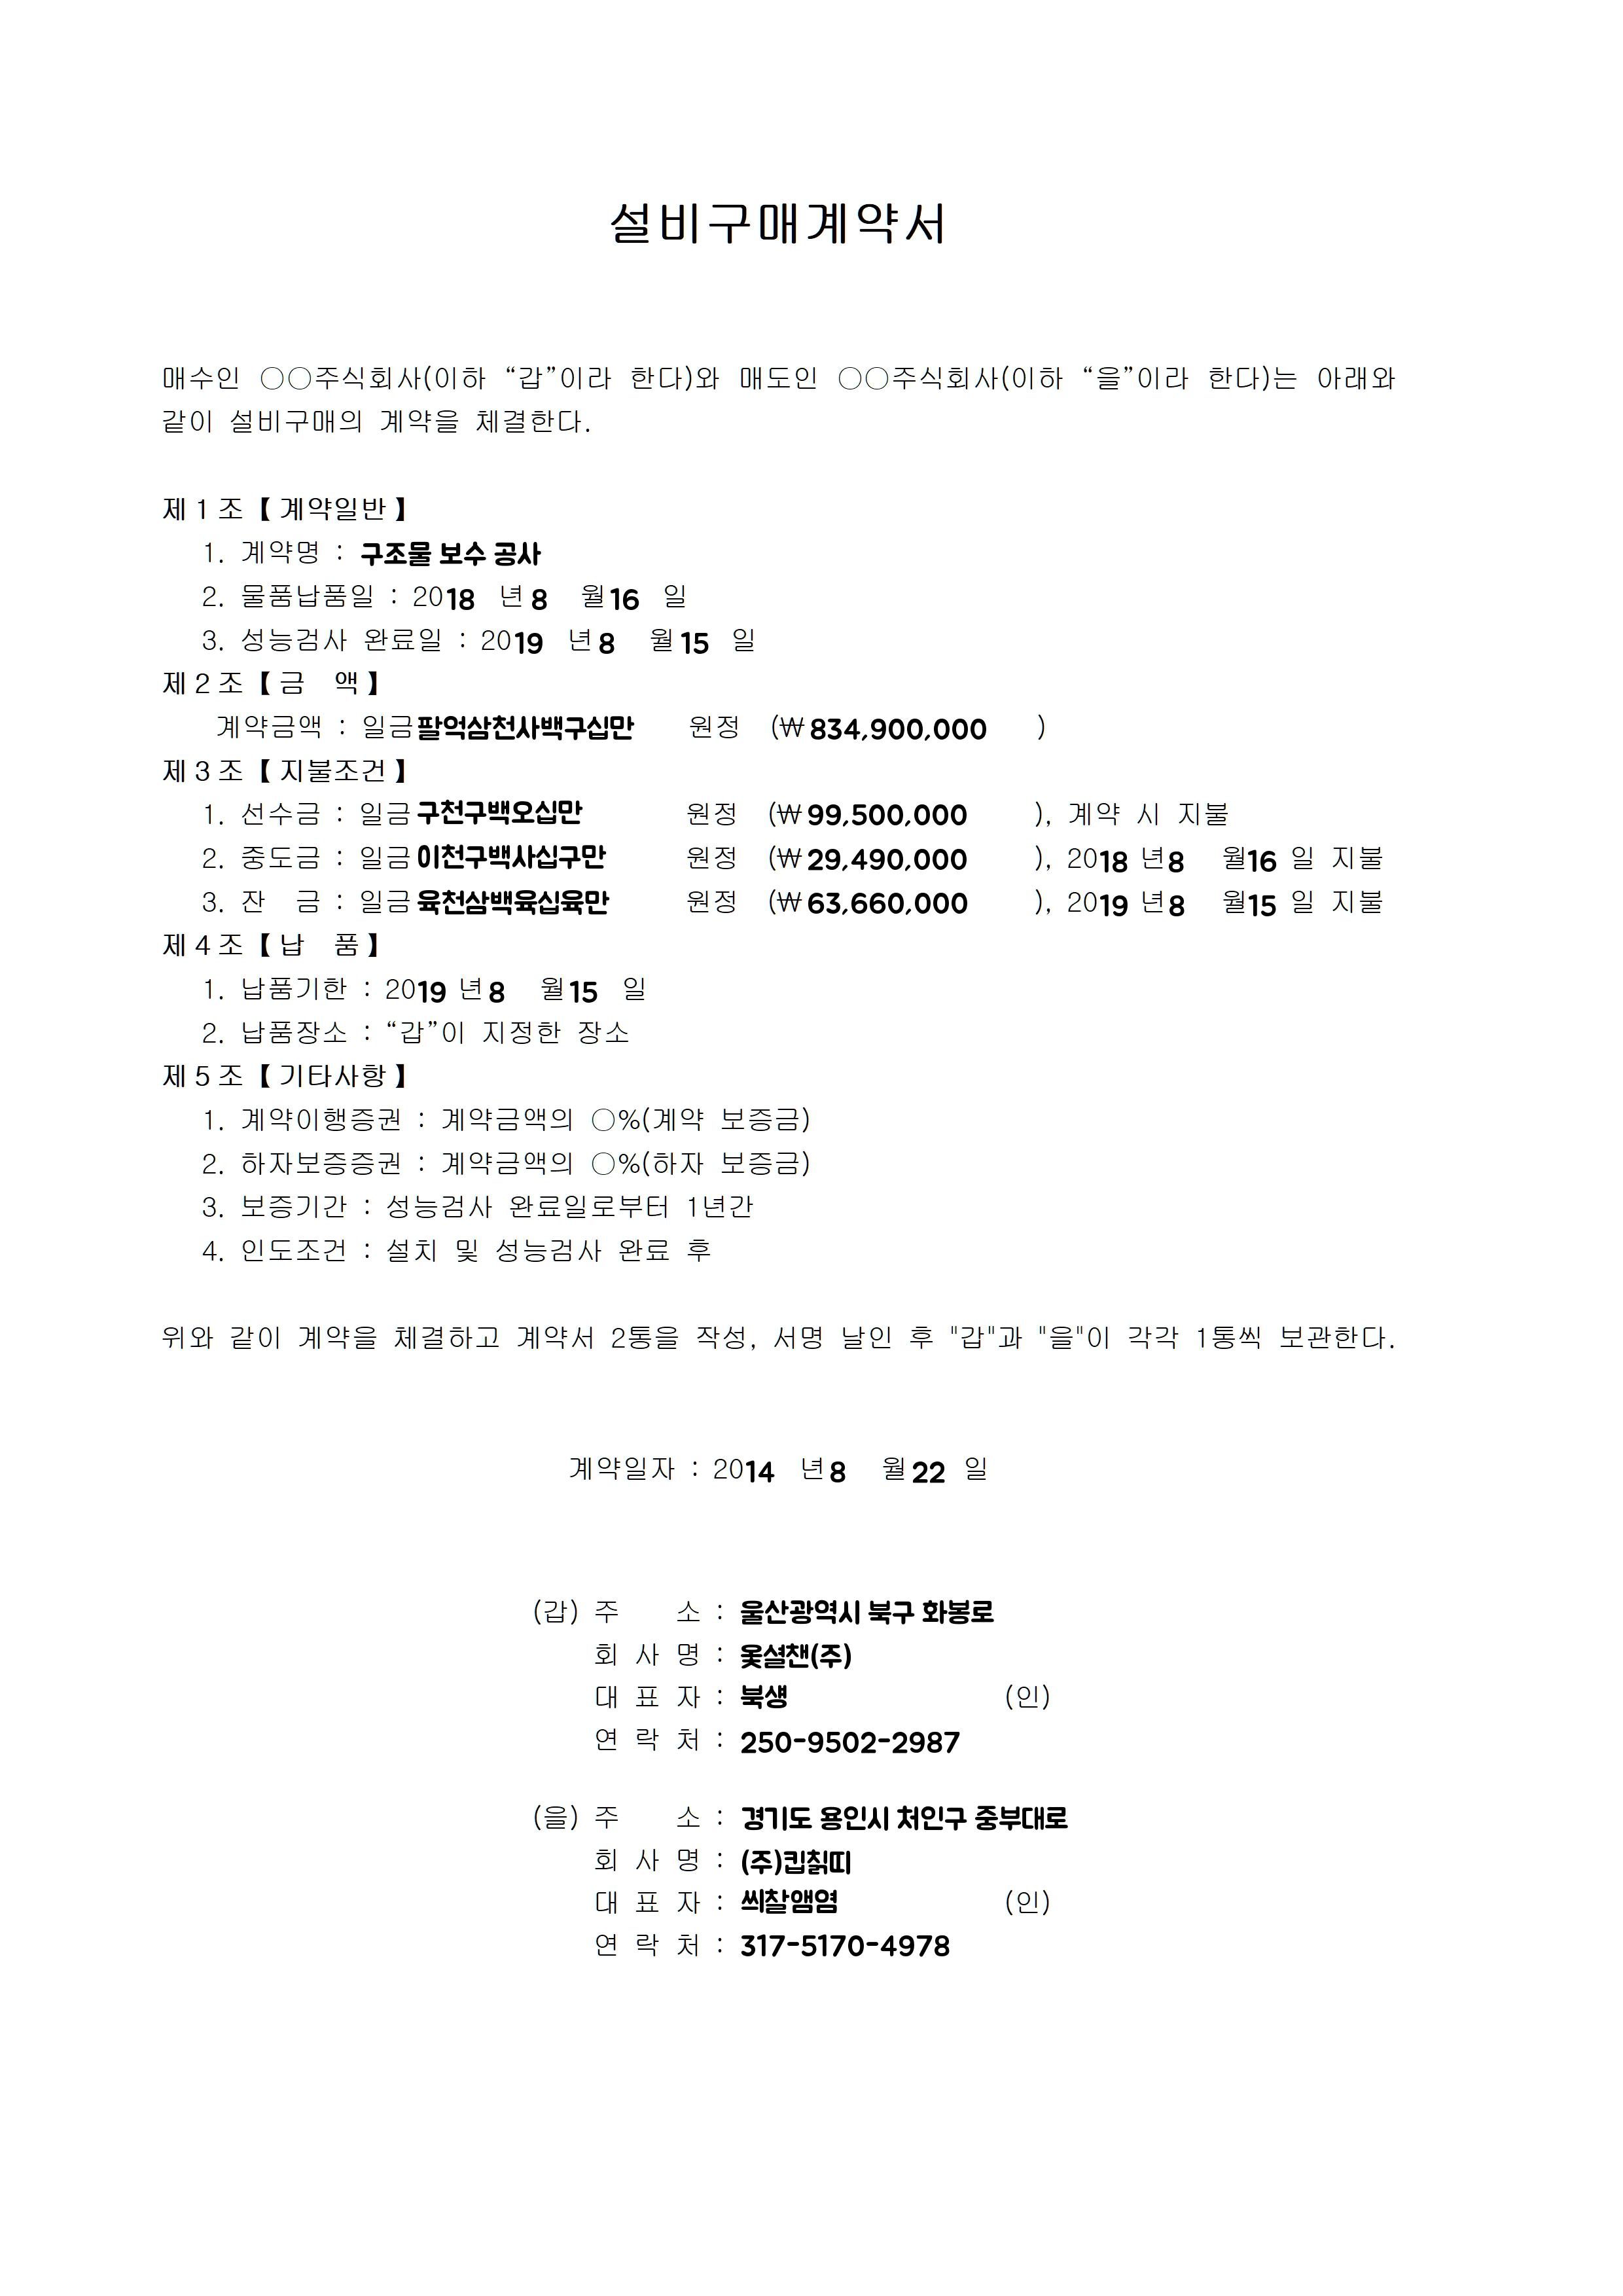 설비구매계약서
매수인 ○○주식회사(이하 “갑”이라 한다)와 매도인 ○○주식회사(이하 “을”이라 한다)는 아래와
같이 설비구매의 계약을 체결한다.
제1조【계약일반】
1. 계약명 : 구조물 보수 공사
2. 물품납품일 : 2018 년 8 월 16 일
3. 성능검사 완료일 : 2019 년 8 월 15 일
제2조【금 액】
계약금액 : 일금 팔억삼천사백구십만 원정 (₩834,900,000 )
제3조【지불조건】
1. 선수금 : 일금 구천구백오십만 원정 (₩99,500,000 ), 계약 시 지불
2. 중도금 : 일금 이천구백사십구만 원정 (₩29,490,000 ), 2018 년 8 월 16 일 지불
3. 잔 금 : 일금 육천삼백육십육만 원정 (₩63,660,000 ), 2019 년 8 월 15 일 지불
제4조【납 품】
1. 납품기한 : 2019 년 8 월 15 일
2. 납품장소 : “갑”이 지정한 장소
제5조【기타사항】
1. 계약이행증권 : 계약금액의 ○%(계약 보증금)
2. 하자보증증권 : 계약금액의 ○%(하자 보증금)
3. 보증기간 : 성능검사 완료일로부터 1년간
4. 인도조건 : 설치 및 성능검사 완료 후
위와 같이 계약을 체결하고 계약서 2통을 작성, 서명 날인 후 "갑"과 "을"이 각각 1통씩 보관한다.
계약일자 : 2014 년 8 월 22 일
(갑) 주 소 : 울산광역시 북구 화봉로
회 사 명 : 옻셜챈(주)
대 표 자 : 북섕 (인)
연 락 처 : 250-9502-2987
(을) 주 소 : 경기도 용인시 처인구 중부대로
회 사 명 : (주)킵칡띠
대 표 자 : 씌찰앰염 (인)
연 락 처 : 317-5170-4978